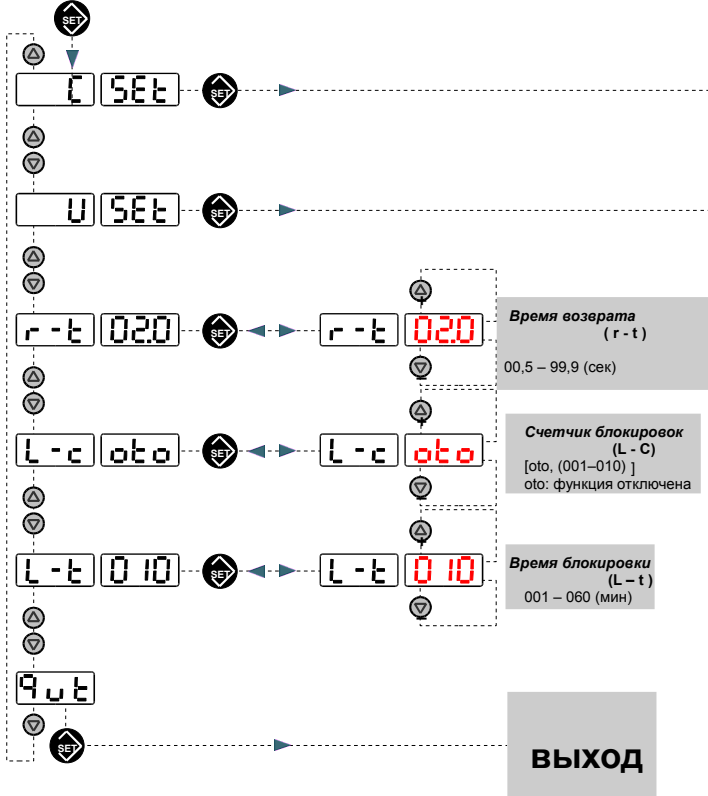 SET
C SEt SET
U SEt SET
r-t 02.0 SET r-t 02.0
Время возврата
( r - t )
00,5 – 99,9 (сек)
L-c oto SET L-c oto
Счетчик блокировок
(L - C)
[oto, (001–010) ]
oto: функция отключена
L-t 010 SET L-t 010
Время блокировки
(L – t )
001 – 060 (мин)
qut
SET
ВЫХОД